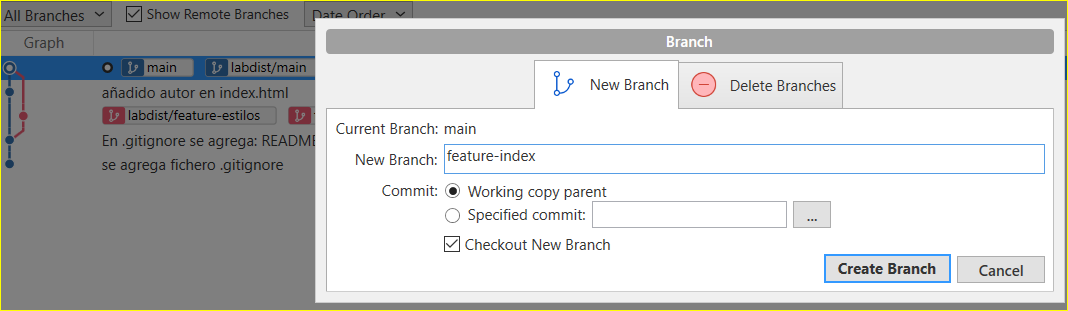 All Branches Show Remote Branches Date Order
Graph
main labdist/main
añadido autor en index.html
labdist/feature-estilos
En .gitignore se agrega: README
se agrega fichero .gitignore
Branch
New Branch Delete Branches
Current Branch: main
New Branch: feature-index
Commit: Working copy parent
Specified commit: ...
Checkout New Branch
Create Branch Cancel